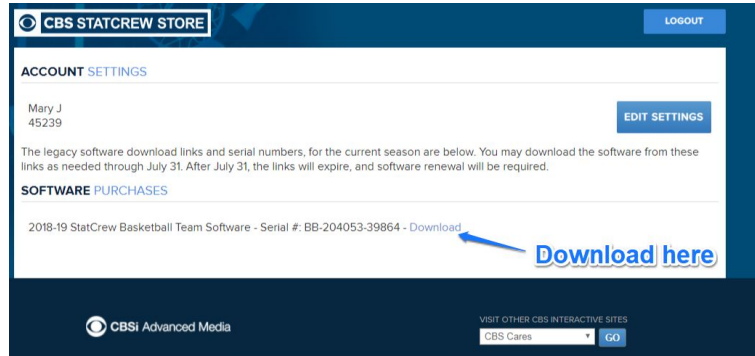 CBS STATCREW STORE
LOGOUT
ACCOUNT SETTINGS
Mary J
45239
EDIT SETTINGS
The legacy software download links and serial numbers, for the current season are below. You may download the software from these
links as needed through July 31. After July 31, the links will expire, and software renewal will be required.
SOFTWARE PURCHASES
2018-19 StatCrew Basketball Team Software - Serial #: BB-204053-39864 - Download
Download here
CBSi Advanced Media
VISIT OTHER CBS INTERACTIVE SITES
CBS Cares
GO